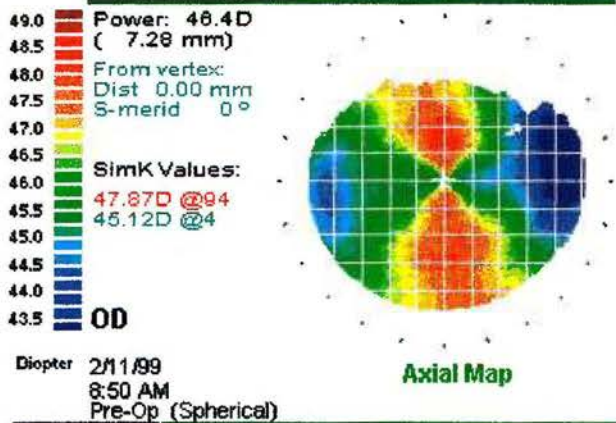 49.0
48.5
48.0
47.5
47.0
46.5
46.0
45.5
45.0
44.5
44.0
43.5
Power: 46.4D
( 7.28 mm)
From vertex:
Dist 0.00 mm
S-merid 0°
SimK Values:
47.87D @94
45.12D @4
OD
Diopter 2/11/99
8:50 AM
Pre-Op (Spherical)
Axial Map